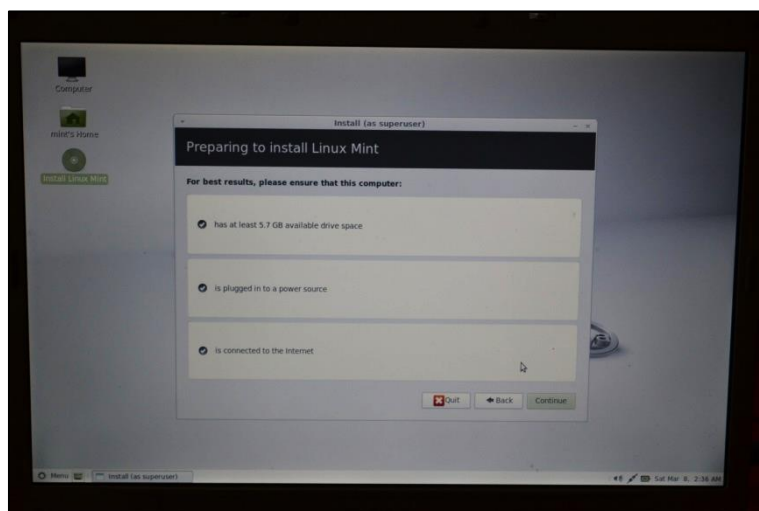 Computer
mint's Home
Install Linux Mint
Install (as superuser)
Preparing to install Linux Mint
For best results, please ensure that this computer:
has at least 5.7 GB available drive space
is plugged in to a power source
is connected to the Internet
Quit
Back
Continue
Menu
Install (as superuser)
Sat Mar 8, 2:36 AM